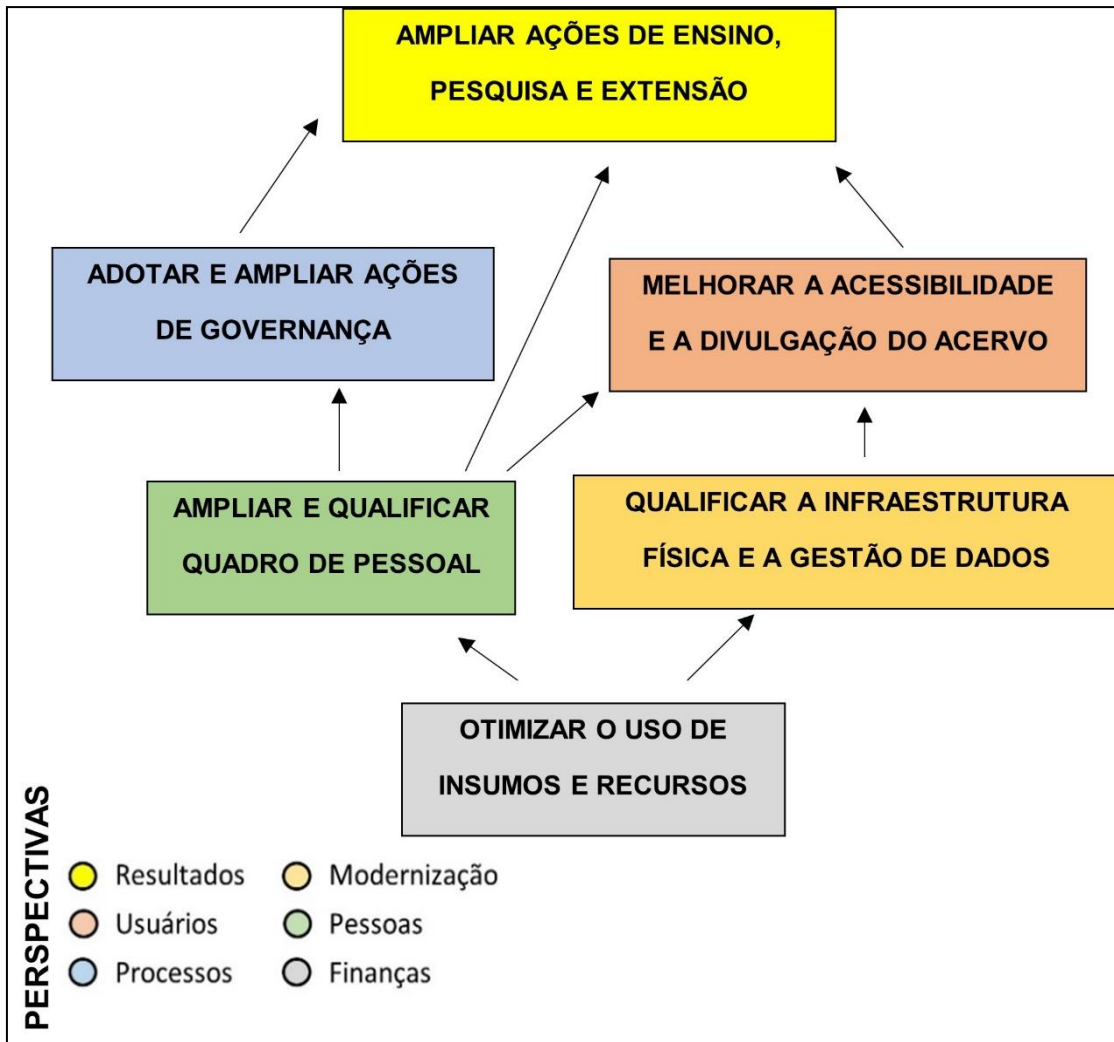 AMPLIAR AÇÕES DE ENSINO,
PESQUISA E EXTENSÃO
ADOTAR E AMPLIAR AÇÕES
DE GOVERNANÇA
MELHORAR A ACESSIBILIDADE
E A DIVULGAÇÃO DO ACERVO
AMPLIAR E QUALIFICAR
QUADRO DE PESSOAL
QUALIFICAR A INFRAESTRUTURA
FÍSICA E A GESTÃO DE DADOS
OTIMIZAR O USO DE
INSUMOS E RECURSOS
PERSPECTIVAS
Resultados
Usuários
Processos
Modernização
Pessoas
Finanças